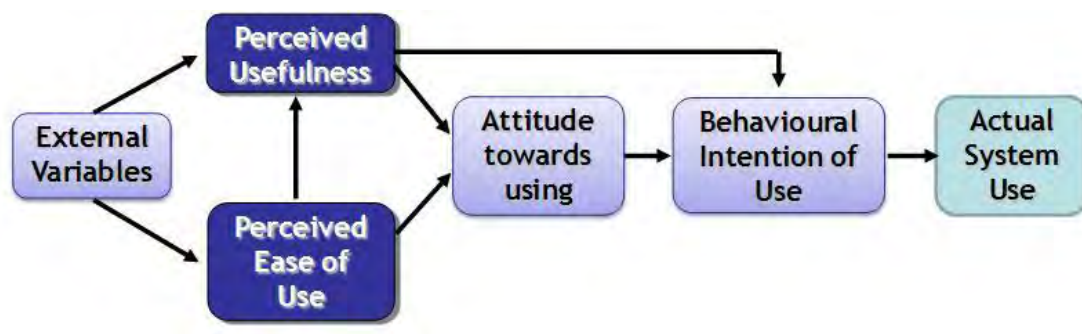 Perceived
Usefulness
External
Variables
Perceived
Ease of
Use
Attitude
towards
using
Behavioural
Intention of
Use
Actual
System
Use